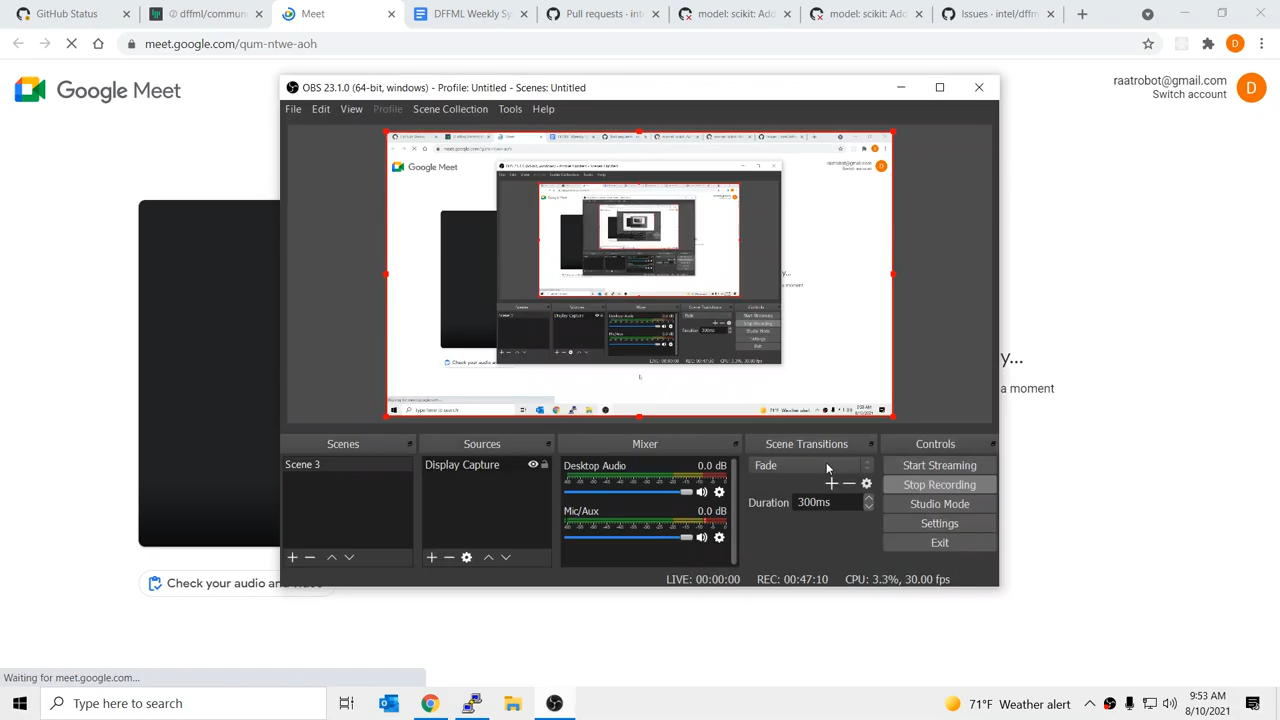 GitHub Status
dffml/commun
Meet
DFFML Weekly Sy
Pull requests · inte
model: scikit: Add
model: scikit: Add
Issues · intel/dffm
meet.google.com/qum-ntwe-aoh
Google Meet
raatrobot@gmail.com
Switch account
D
D
OBS 23.1.0 (64-bit, windows) - Profile: Untitled - Scenes: Untitled
File Edit View Profile Scene Collection Tools Help
y...
a moment
Scenes
Sources
Mixer
Scene Transitions
Controls
Scene 3
Display Capture
Desktop Audio 0.0 dB
Mic/Aux 0.0 dB
Fade
Duration 300ms
Start Streaming
Stop Recording
Studio Mode
Settings
Exit
LIVE: 00:00:00 REC: 00:47:10 CPU: 3.3%, 30.00 fps
Check your audio and video
Waiting for meet.google.com...
Type here to search
71°F Weather alert
9:53 AM
8/10/2021